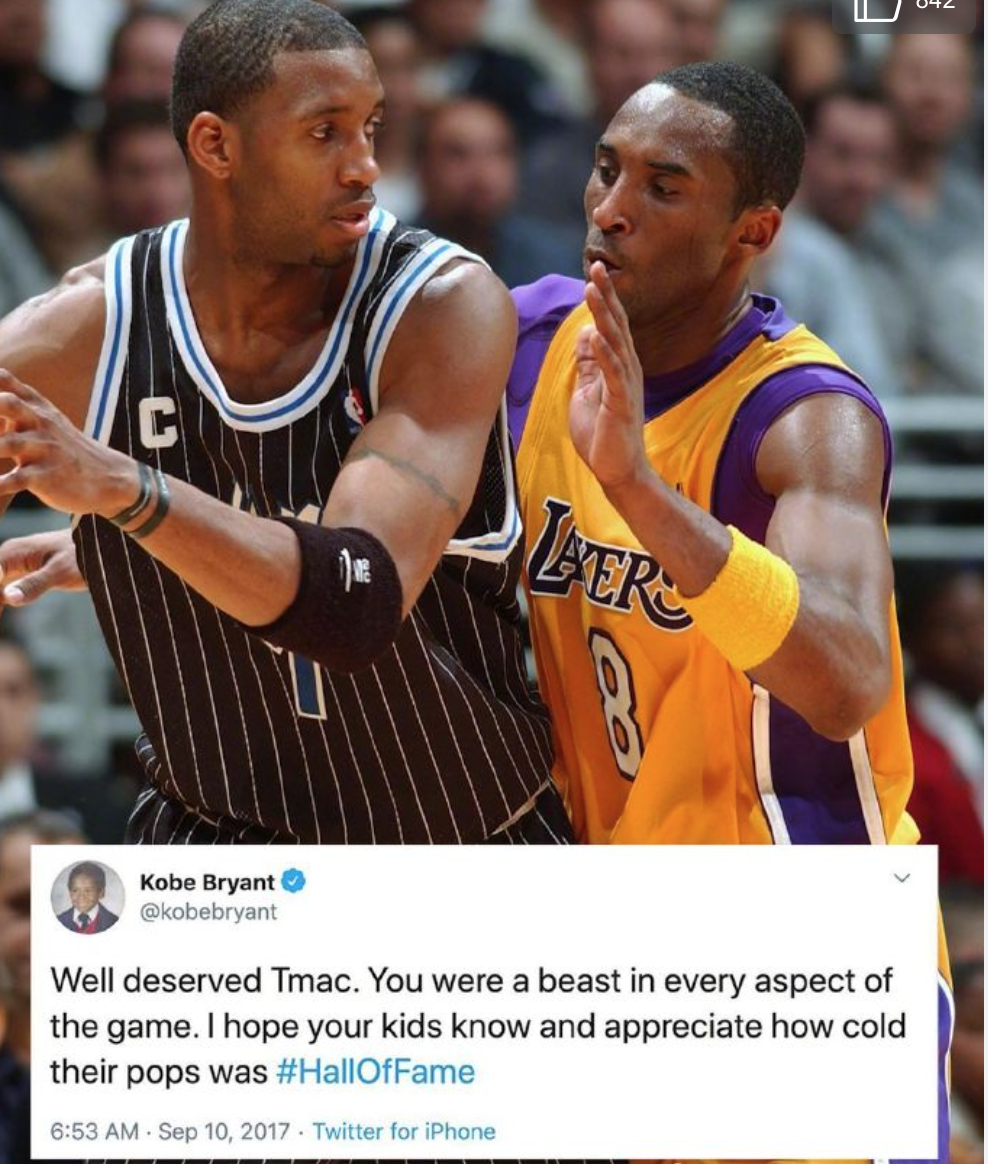 842
C
LAKERS
1
8
Kobe Bryant
@kobebryant
Well deserved Tmac. You were a beast in every aspect of
the game. I hope your kids know and appreciate how cold
their pops was #HallOfFame
6:53 AM · Sep 10, 2017 · Twitter for iPhone